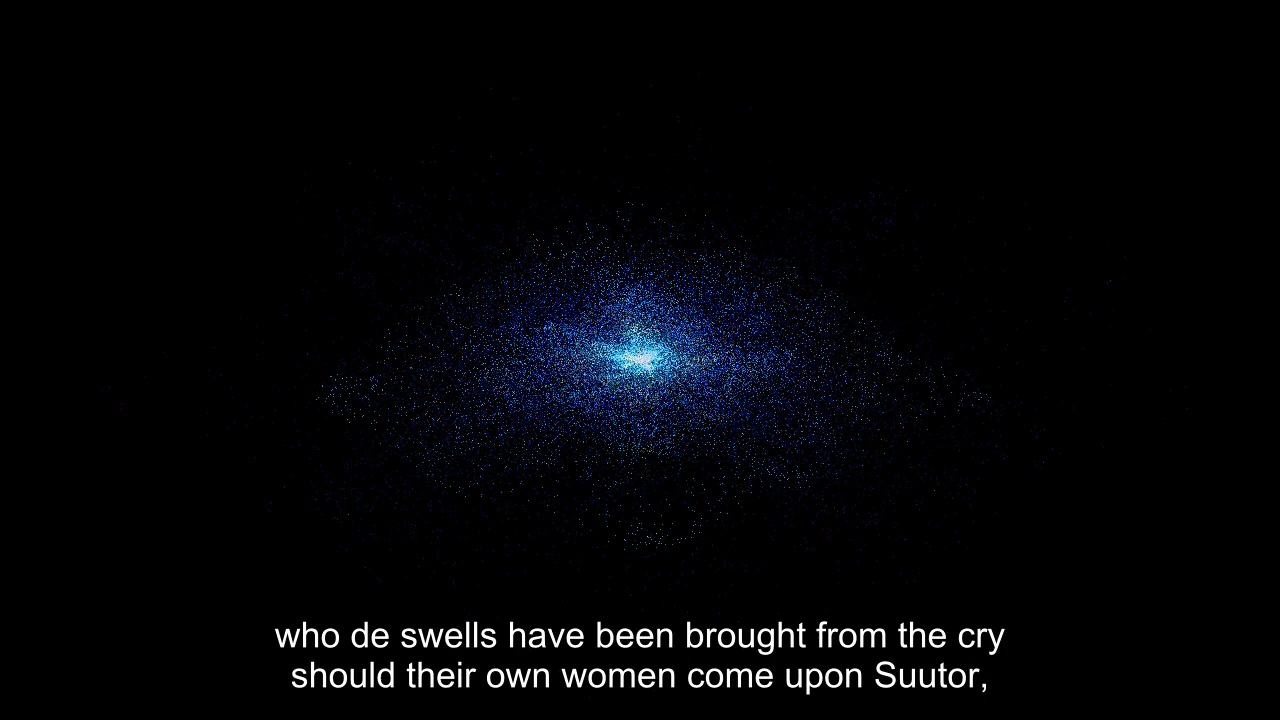 who de swells have been brought from the cry
should their own women come upon Suutor,